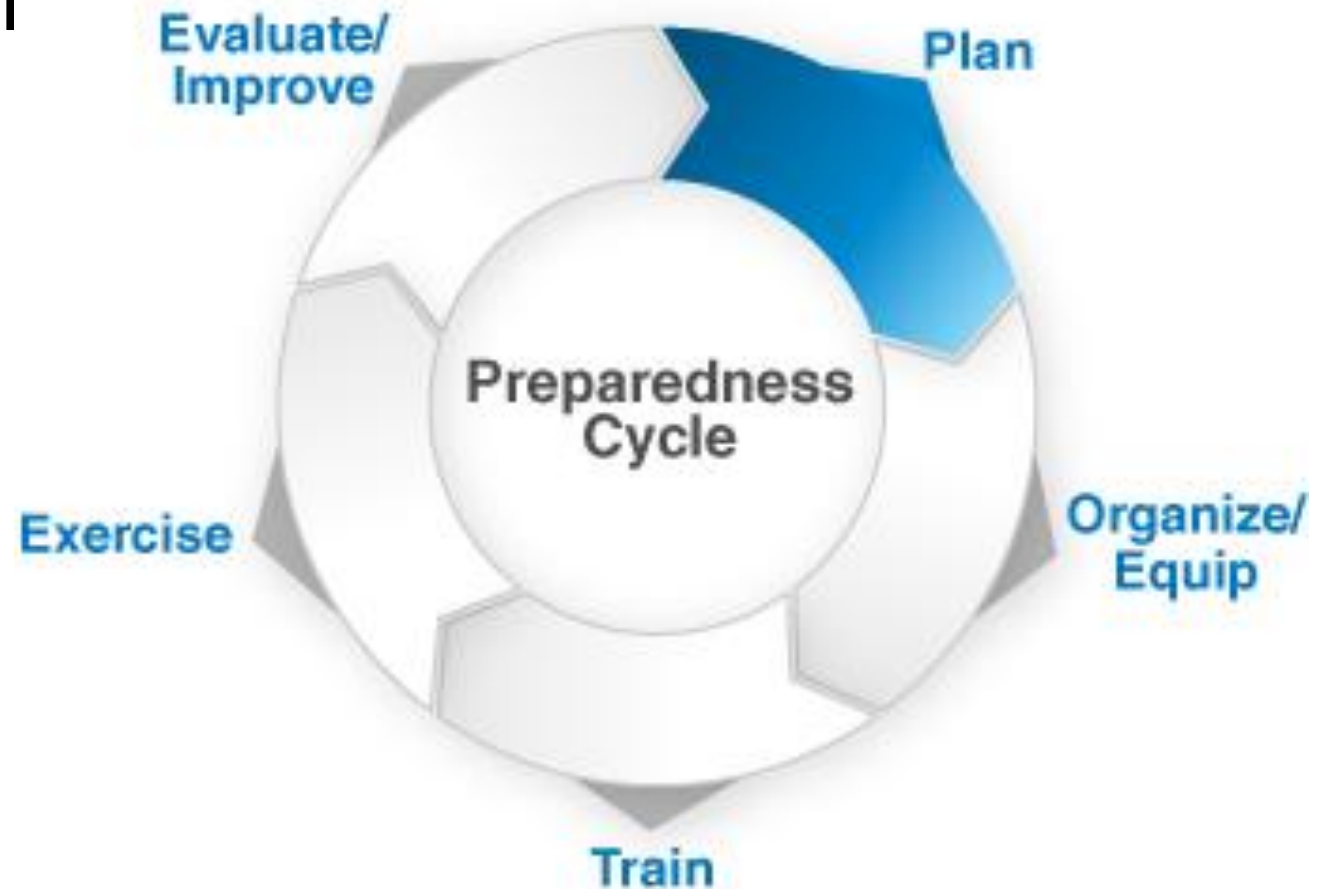 Evaluate/
Improve
Plan
Preparedness
Cycle
Exercise
Organize/
Equip
Train